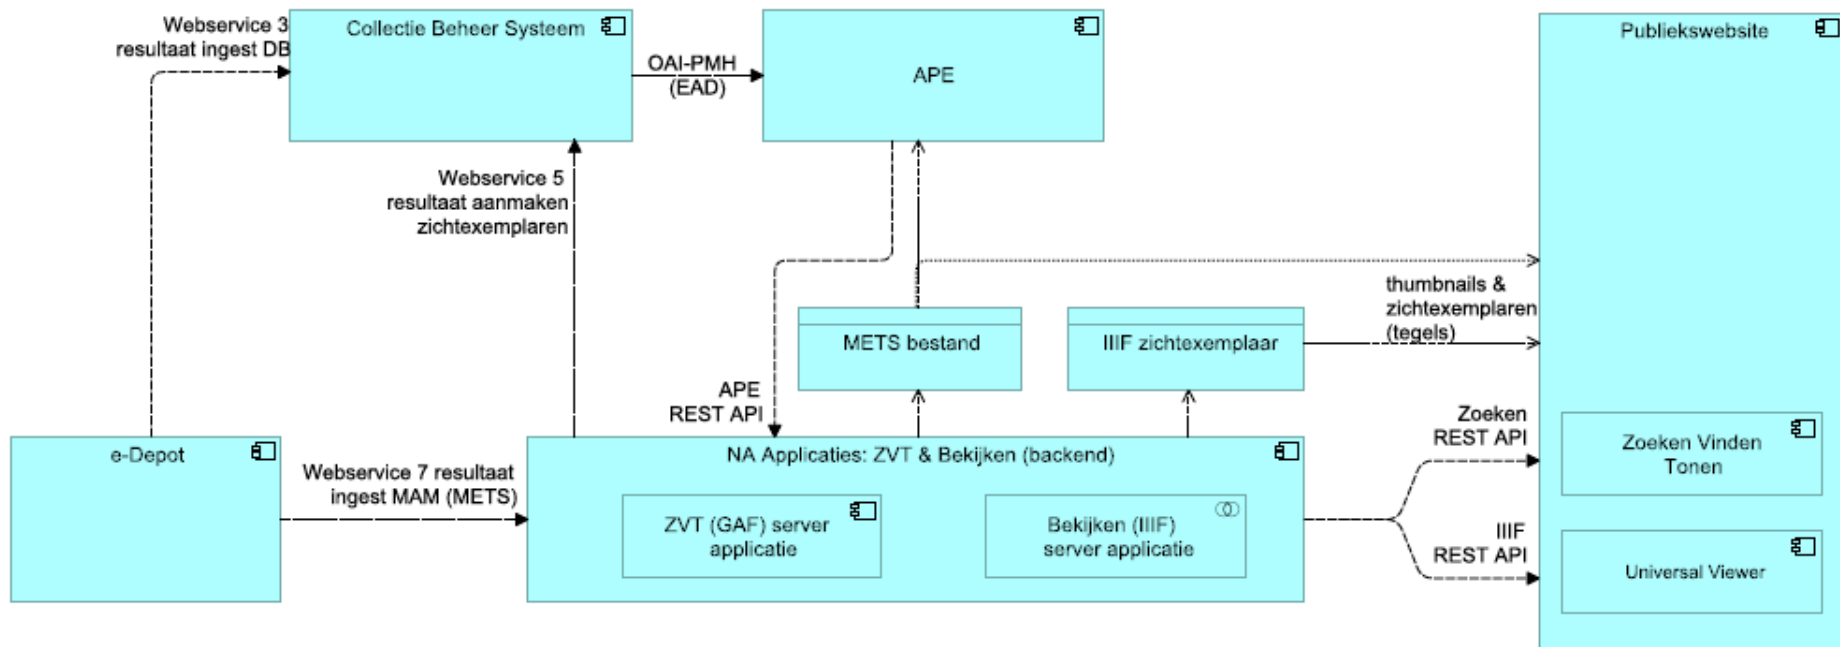 Webservice 3
resultaat ingest DB
Collectie Beheer Systeem
OAI-PMH
(EAD)
APE
Publiekswebsite
Webservice 5
resultaat aanmaken
zichtexemplaren
thumbnails &
zichtexemplaren
(tegels)
METS bestand
IIIF zichtexemplaar
APE
REST API
e-Depot
Webservice 7 resultaat
ingest MAM (METS)
NA Applicaties: ZVT & Bekijken (backend)
ZVT (GAF) server
applicatie
Bekijken (IIIF)
server applicatie
Zoeken
REST API
Zoeken Vinden
Tonen
IIIF
REST API
Universal Viewer